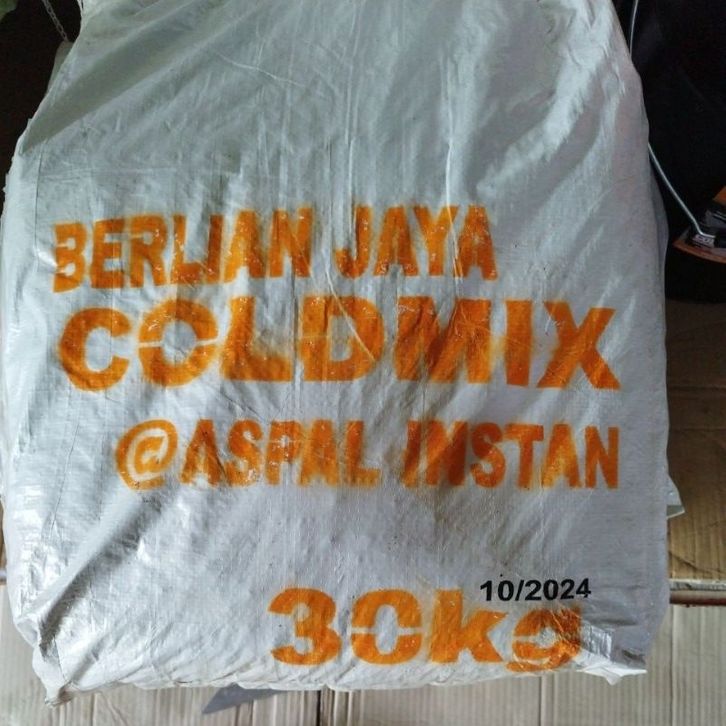 BERLIAN JAYA
COLDMIX
@ASPAL INSTAN
10/2024
30kg